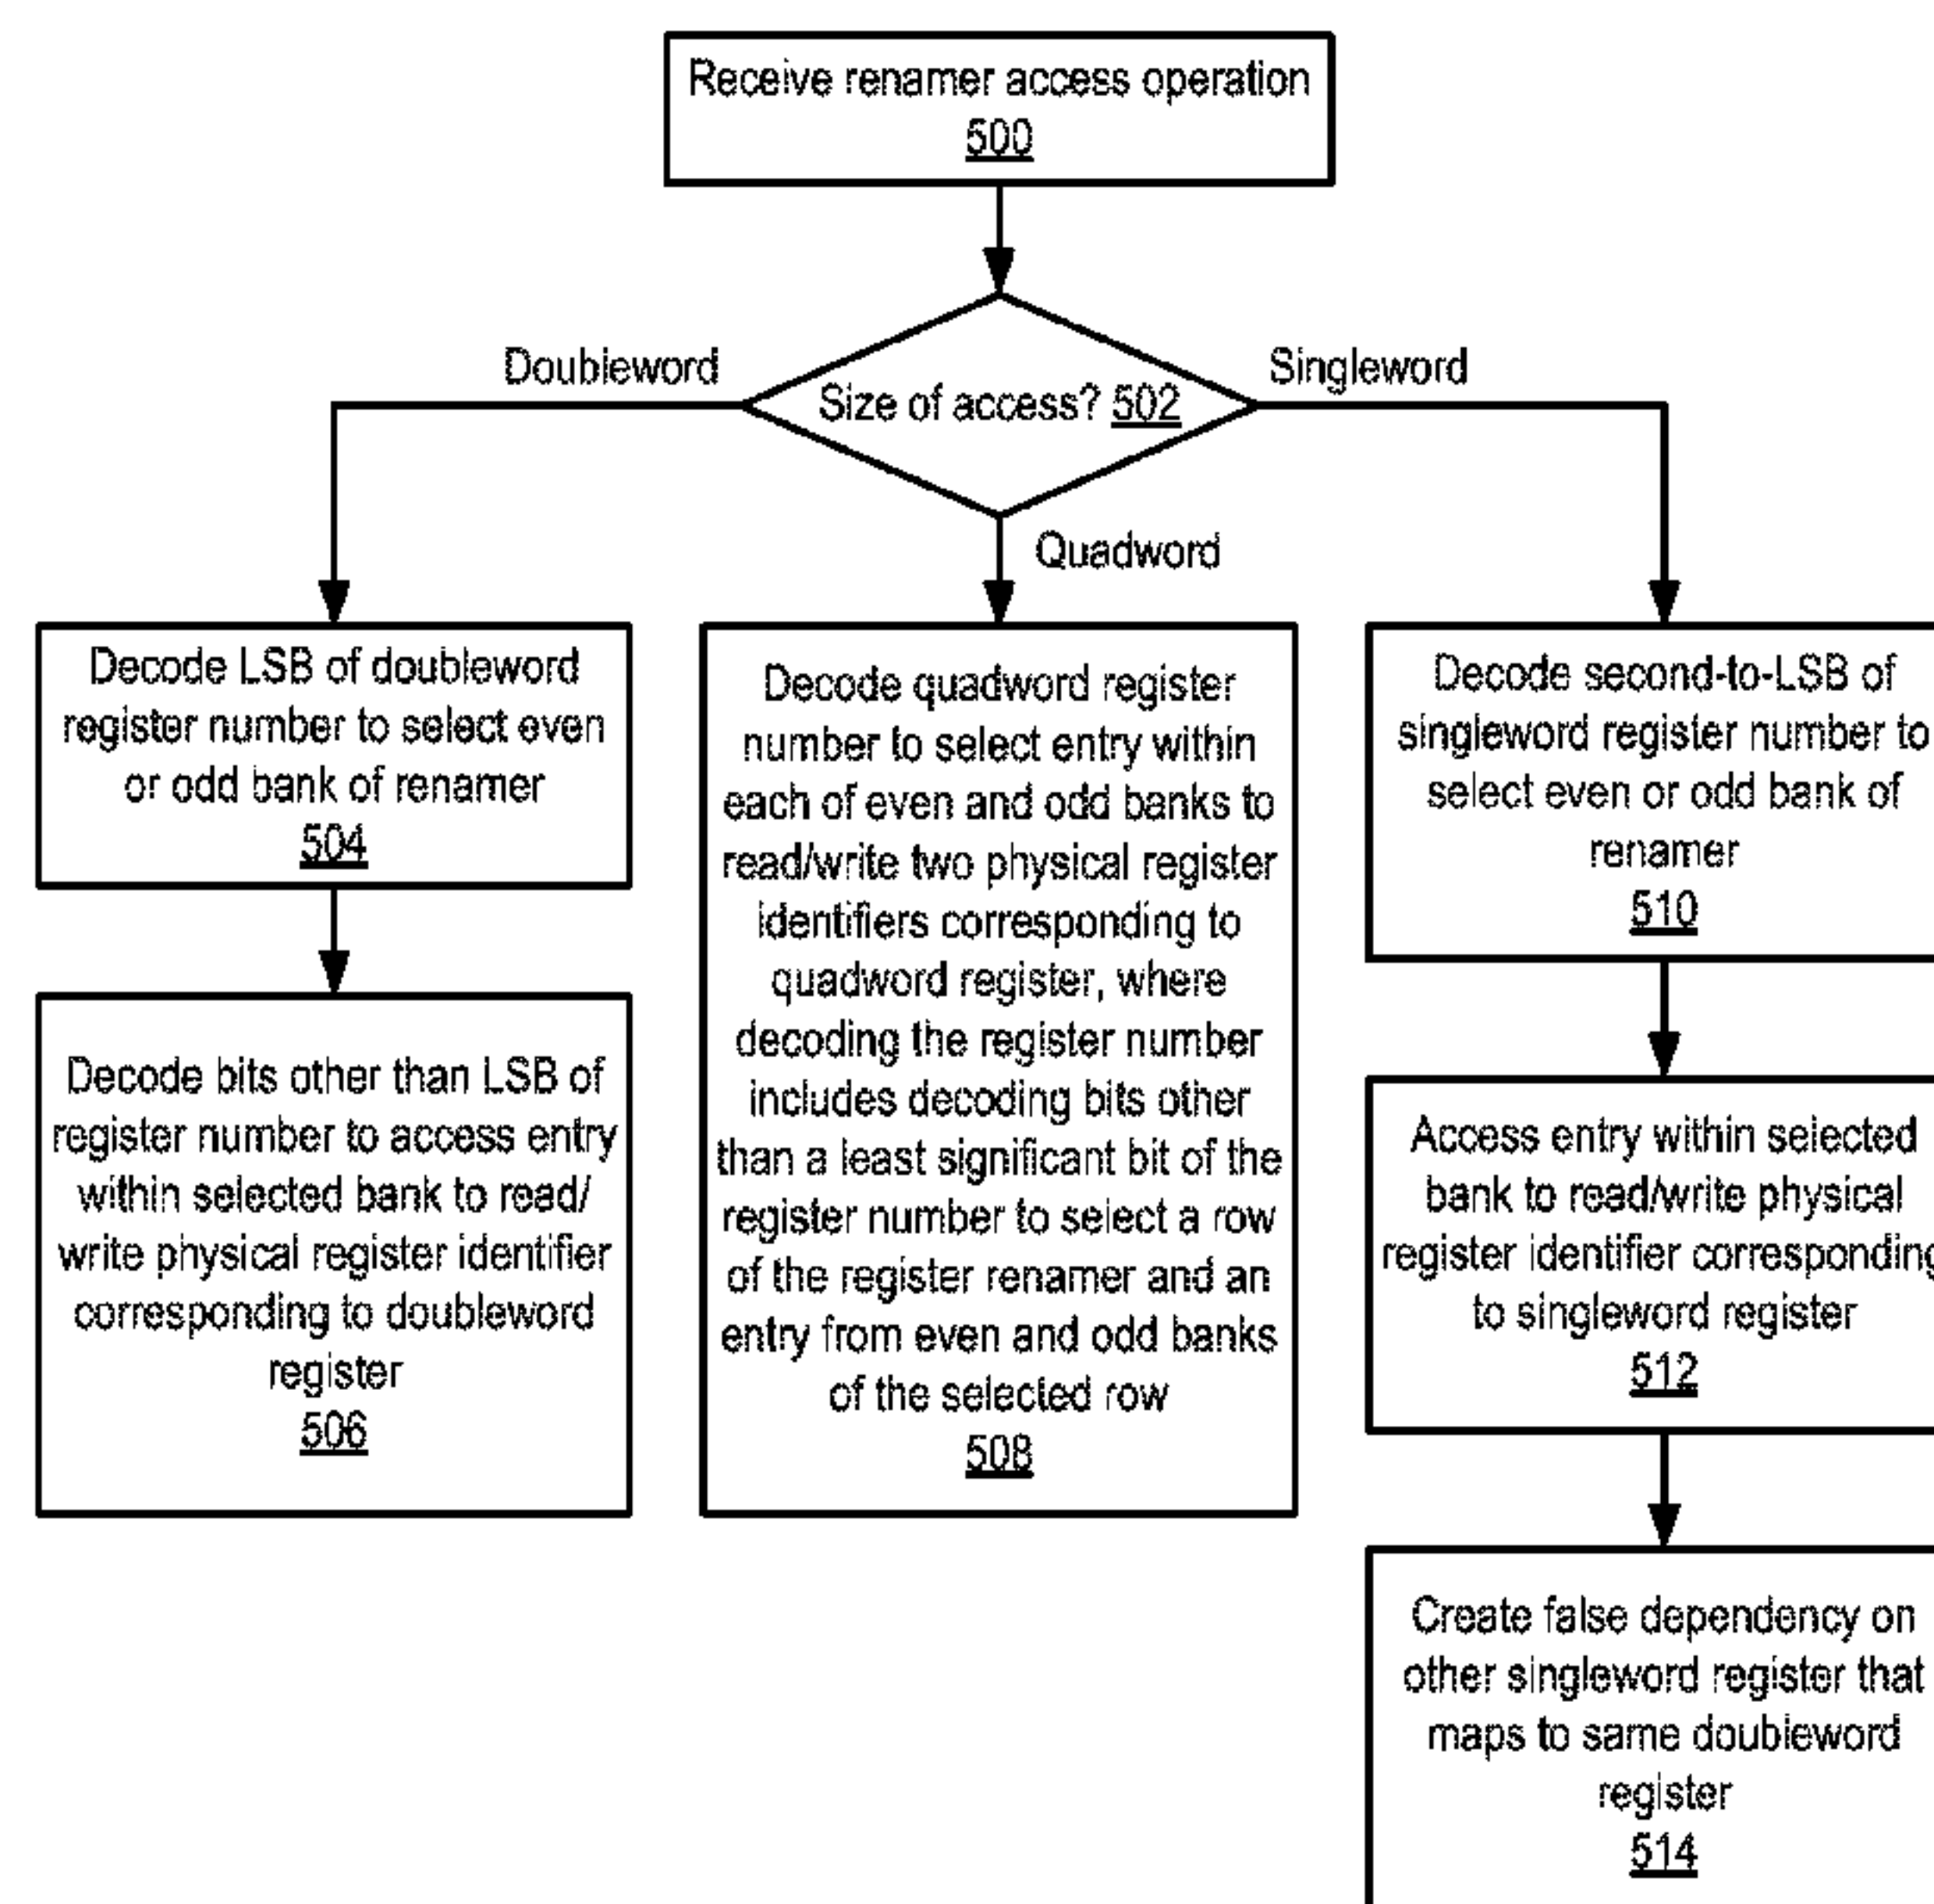 Receive renamer access operation
500
Doubleword
Size of access? 502
Singleword
Quadword
Decode LSB of doubleword
register number to select even
or odd bank of renamer
504
Decode bits other than LSB of
register number to access entry
within selected bank to read/
write physical register identifier
corresponding to doubleword
register
506
Decode quadword register
number to select entry within
each of even and odd banks to
read/write two physical register
identifiers corresponding to
quadword register, where
decoding the register number
includes decoding bits other
than a least significant bit of the
register number to select a row
of the register renamer and an
entry from even and odd banks
of the selected row
508
Decode second-to-LSB of
singleword register number to
select even or odd bank of
renamer
510
Access entry within selected
bank to read/write physical
register identifier corresponding
to singleword register
512
Create false dependency on
other singleword register that
maps to same doubleword
register
514